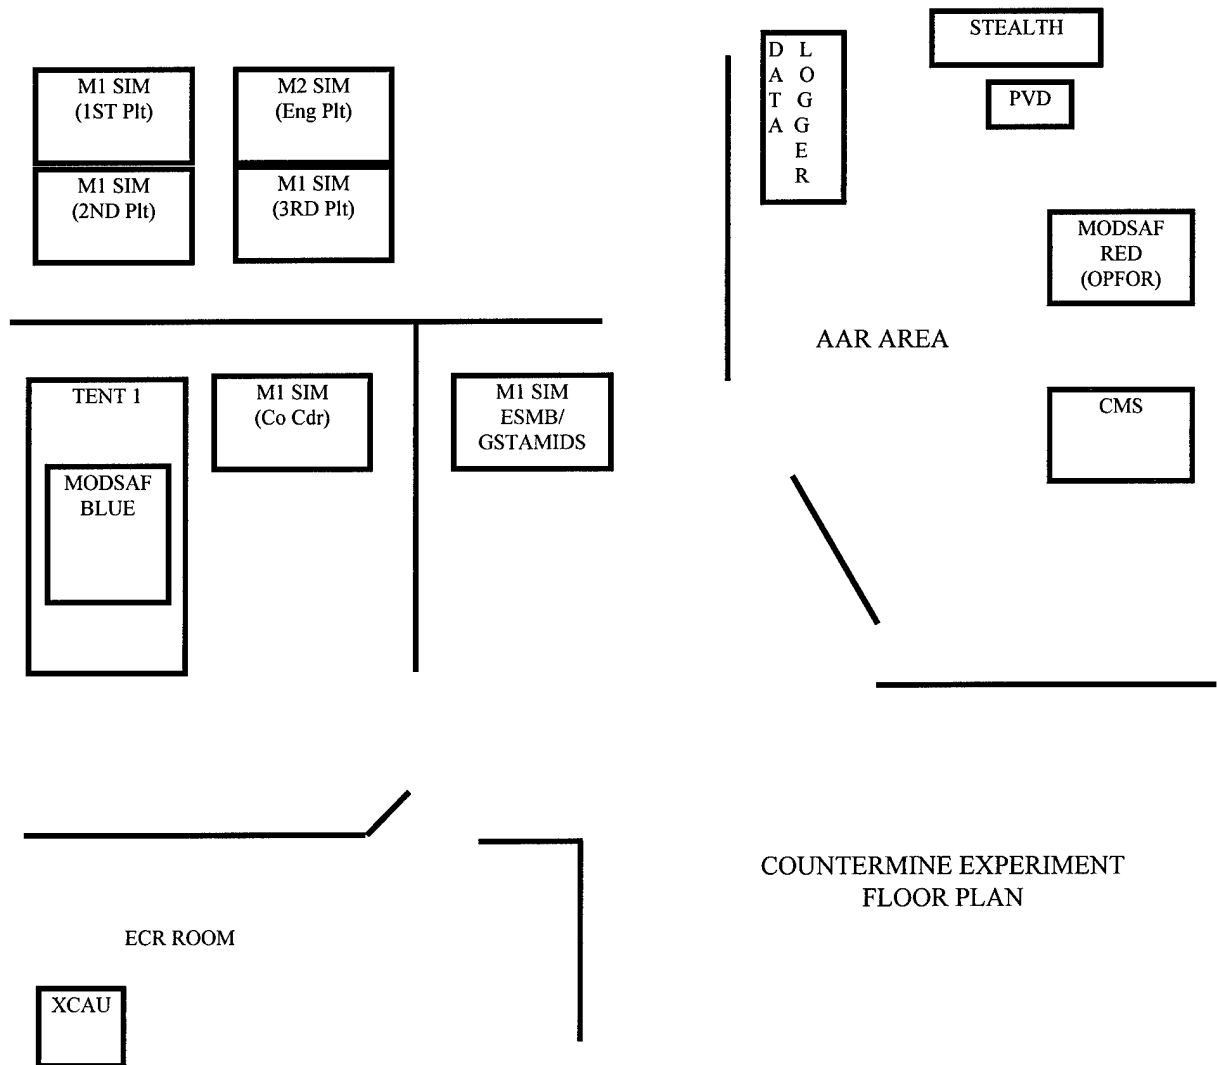 M1 SIM
(1ST Plt)
M2 SIM
(Eng Plt)
M1 SIM
(2ND Plt)
M1 SIM
(3RD Plt)
DATA
LOGGER
STEALTH
PVD
MODSAF
RED
(OPFOR)
AAR AREA
CMS
TENT 1
MODSAF
BLUE
M1 SIM
(Co Cdr)
M1 SIM
ESMB/
GSTAMIDS
COUNTERMINE EXPERIMENT
FLOOR PLAN
ECR ROOM
XCAU